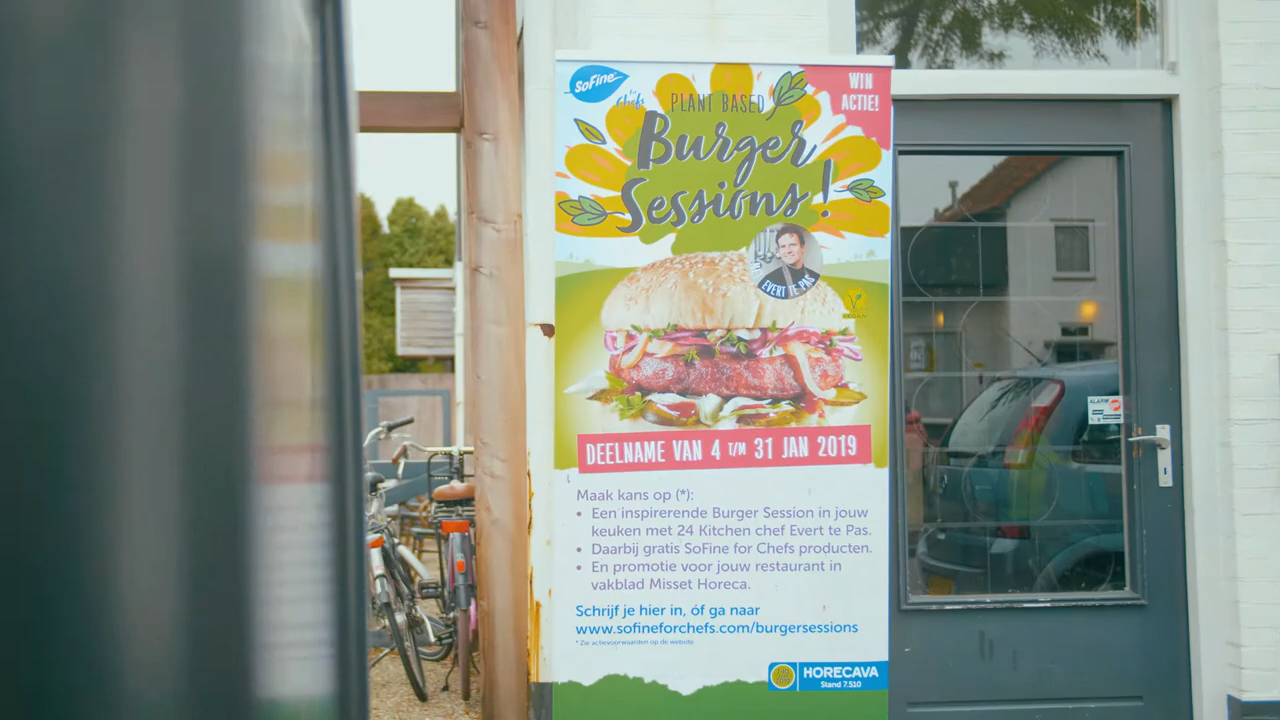 SoFine
for Chefs
PLANT BASED
WIN
ACTIE!
Burger
Sessions!
EVERT TE PAS
VEGAN
DEELNAME VAN 4 T/M 31 JAN 2019
Maak kans op (*):
• Een inspirerende Burger Session in jouw
keuken met 24 Kitchen chef Evert te Pas.
• Daarbij gratis SoFine for Chefs producten.
• En promotie voor jouw restaurant in
vakblad Misset Horeca.
Schrijf je hier in, óf ga naar
www.sofineforchefs.com/burgersessions
* Zie actievoorwaarden op de website
HORECAVA
Stand 7.510
ALARM